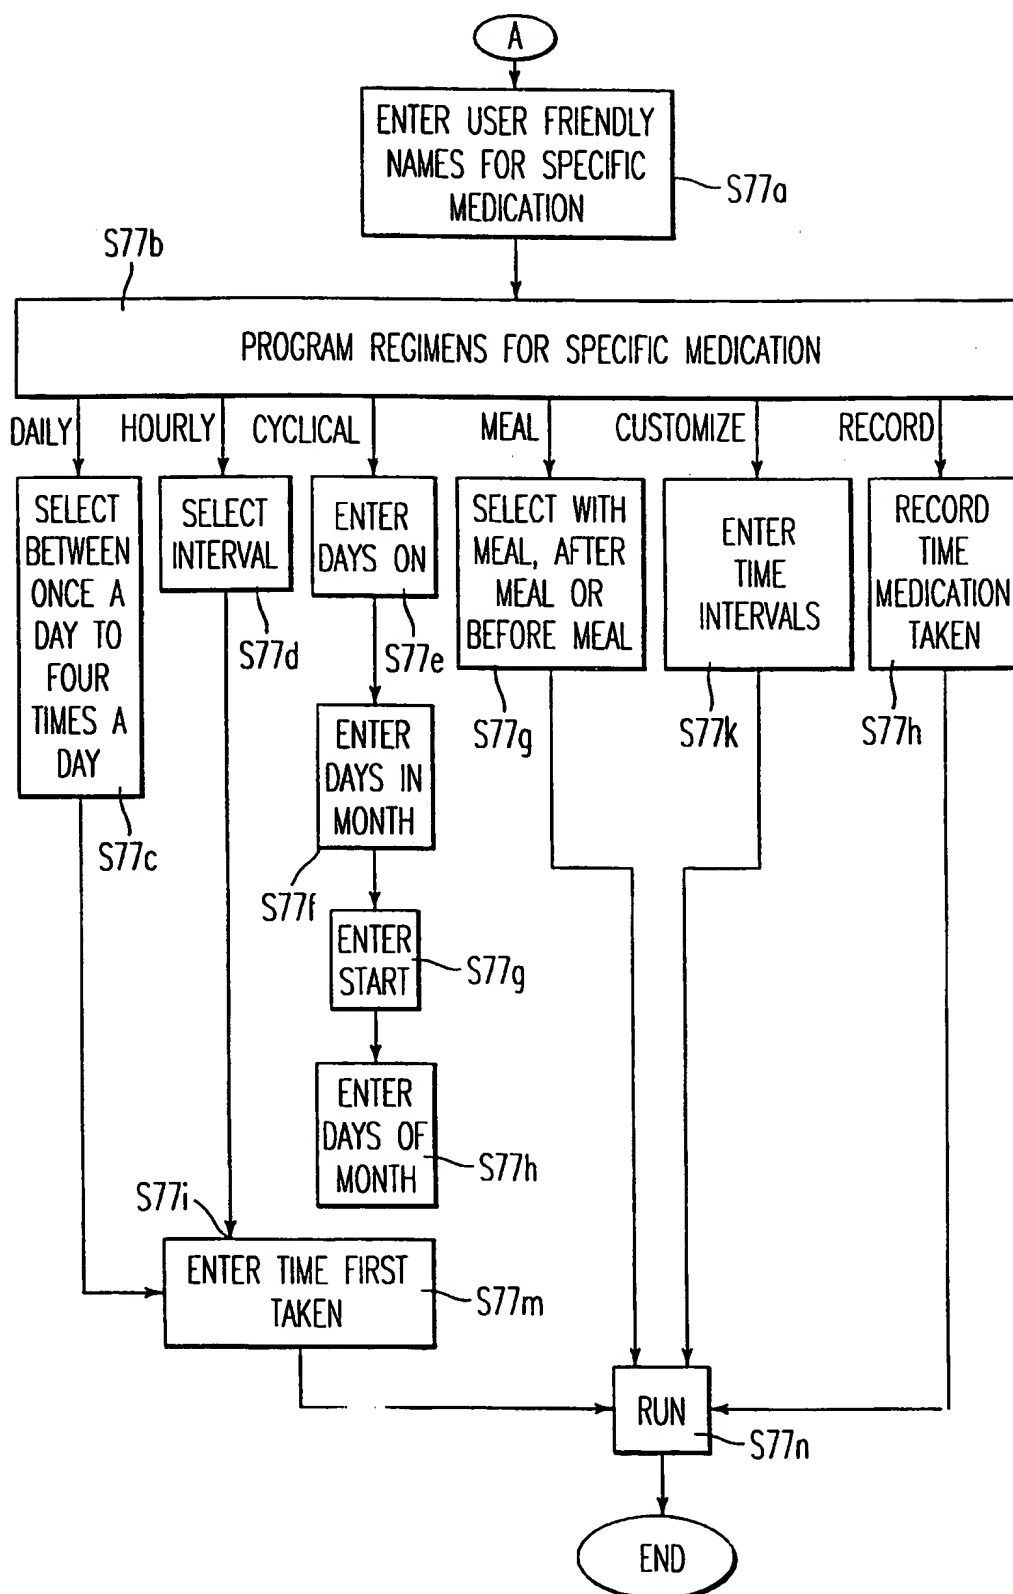 A
ENTER USER FRIENDLY
NAMES FOR SPECIFIC
MEDICATION
S77a
S77b
PROGRAM REGIMENS FOR SPECIFIC MEDICATION
DAILY
HOURLY
CYCLICAL
MEAL
CUSTOMIZE
RECORD
SELECT
BETWEEN
ONCE A
DAY TO
FOUR
TIMES A
DAY
S77c
SELECT
INTERVAL
S77d
ENTER
DAYS ON
S77e
SELECT WITH
MEAL, AFTER
MEAL OR
BEFORE MEAL
S77g
ENTER
TIME
INTERVALS
S77k
RECORD
TIME
MEDICATION
TAKEN
S77h
ENTER
DAYS IN
MONTH
S77f
ENTER
START
S77g
ENTER
DAYS OF
MONTH
S77h
S77i
ENTER TIME FIRST
TAKEN
S77m
RUN
S77n
END